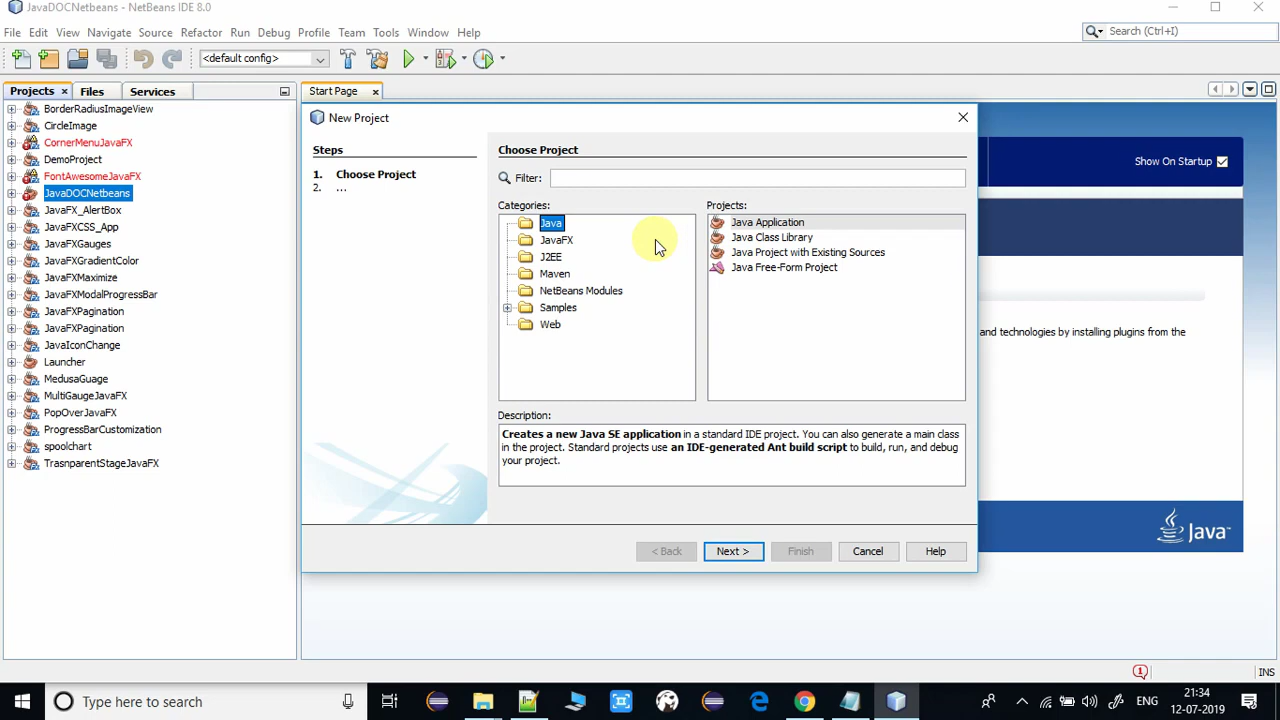 JavaDOCNetbeans - NetBeans IDE 8.0
File Edit View Navigate Source Refactor Run Debug Profile Team Tools Window Help
Search (Ctrl+I)
<default config>
Projects Files Services
Start Page
BorderRadiusImageView
CircleImage
CornerMenuJavaFX
DemoProject
FontAwesomeJavaFX
JavaDOCNetbeans
JavaFX_AlertBox
JavaFXCSS_App
JavaFXGauges
JavaFXGradientColor
JavaFXMaximize
JavaFXModalProgressBar
JavaFXPagination
JavaFXPagination
JavaIconChange
Launcher
MedusaGuage
MultiGaugeJavaFX
PopOverJavaFX
ProgressBarCustomization
spoolchart
TrasnparentStageJavaFX
New Project
Steps
1. Choose Project
2. ...
Choose Project
Filter:
Categories:
Java
JavaFX
J2EE
Maven
NetBeans Modules
Samples
Web
Projects:
Java Application
Java Class Library
Java Project with Existing Sources
Java Free-Form Project
Description:
Creates a new Java SE application in a standard IDE project. You can also generate a main class
in the project. Standard projects use an IDE-generated Ant build script to build, run, and debug
your project.
< Back Next > Finish Cancel Help
Show On Startup
and technologies by installing plugins from the
Java™
INS
Type here to search
ENG
21:34
12-07-2019